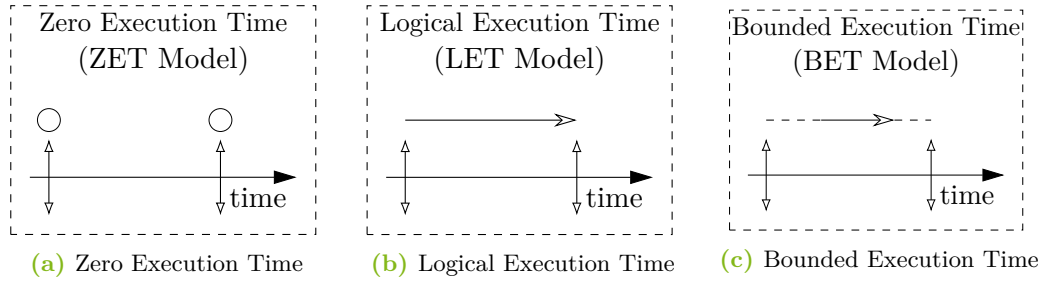 Zero Execution Time
(ZET Model)
time
(a) Zero Execution Time
Logical Execution Time
(LET Model)
time
(b) Logical Execution Time
Bounded Execution Time
(BET Model)
time
(c) Bounded Execution Time